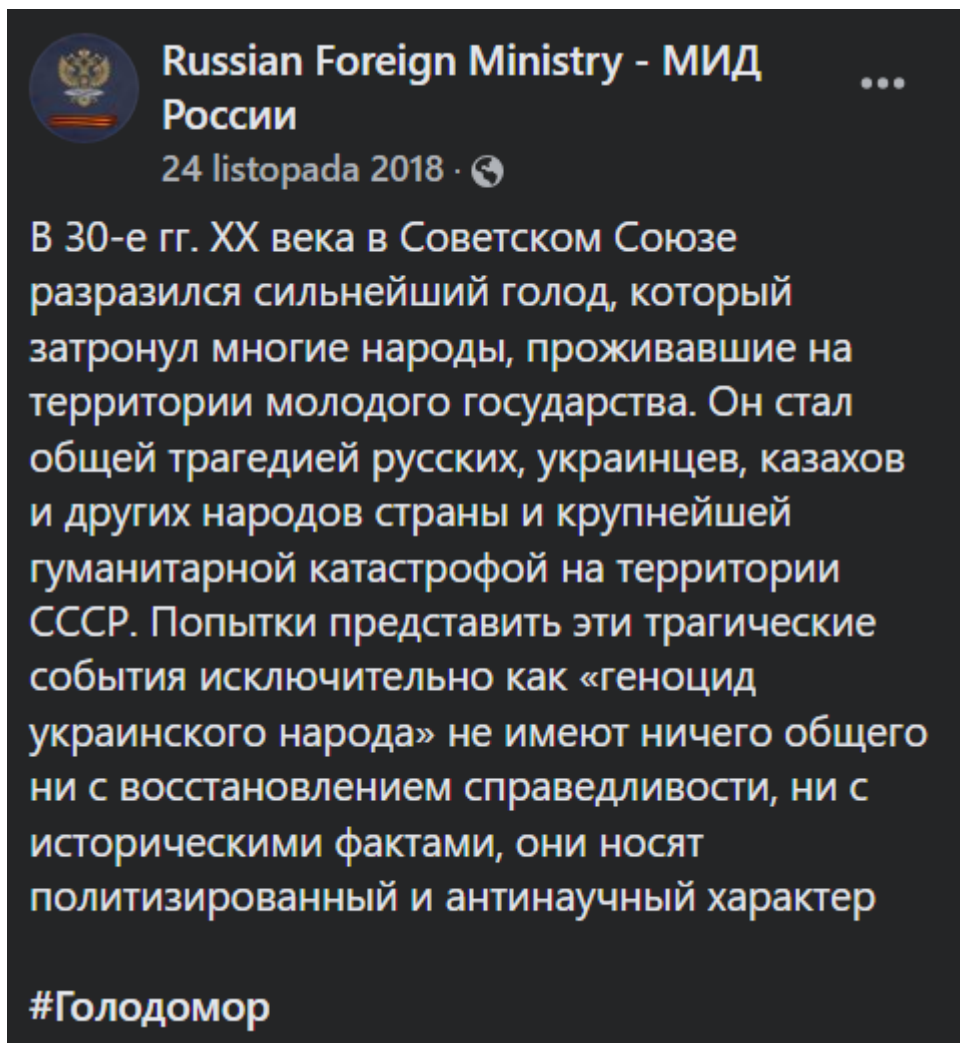 Russian Foreign Ministry - МИД
России
24 listopada 2018 ·
В 30-е гг. XX века в Советском Союзе
разразился сильнейший голод, который
затронул многие народы, проживавшие на
территории молодого государства. Он стал
общей трагедией русских, украинцев, казахов
и других народов страны и крупнейшей
гуманитарной катастрофой на территории
СССР. Попытки представить эти трагические
события исключительно как «геноцид
украинского народа» не имеют ничего общего
ни с восстановлением справедливости, ни с
историческими фактами, они носят
политизированный и антинаучный характер
#Голодомор